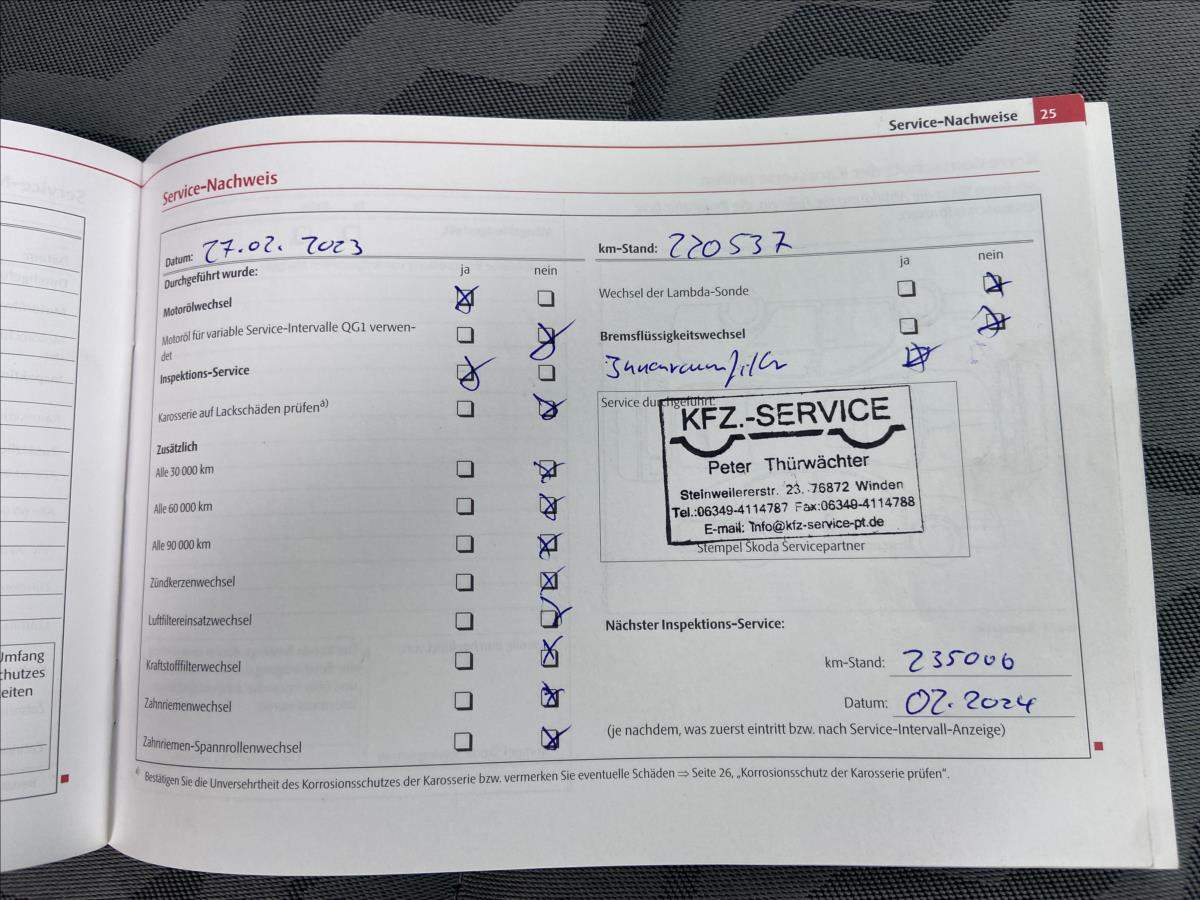 Service-Nachweise 25
Service-Nachweis
Datum: 27.02. 2023
km-Stand: 220537
Durchgeführt wurde: ja nein
ja nein
Motorölwechsel
Wechsel der Lambda-Sonde
Motoröl für variable Service-Intervalle QG1 verwen-
det
Bremsflüssigkeitswechsel
Innenraumfilter
Inspektions-Service
Karosserie auf Lackschäden prüfen a)
Service durchgeführt:
KFZ.-SERVICE
Peter Thürwächter
Steinweilererstr. 23. 76872 Winden
Tel.:06349-4114787 Fax:06349-4114788
E-mail: Info@kfz-service-pt.de
Stempel Škoda Servicepartner
Zusätzlich
Alle 30 000 km
Alle 60 000 km
Alle 90 000 km
Zündkerzenwechsel
Luftfiltereinsatzwechsel
Kraftstofffilterwechsel
Zahnriemenwechsel
Zahnriemen-Spannrollenwechsel
Nächster Inspektions-Service:
km-Stand: 235000
Datum: 02.2024
(je nachdem, was zuerst eintritt bzw. nach Service-Intervall-Anzeige)
a) Bestätigen Sie die Unversehrtheit des Korrosionsschutzes der Karosserie bzw. vermerken Sie eventuelle Schäden ⇒ Seite 26, „Korrosionsschutz der Karosserie prüfen“.
Umfang
chutzes
eiten